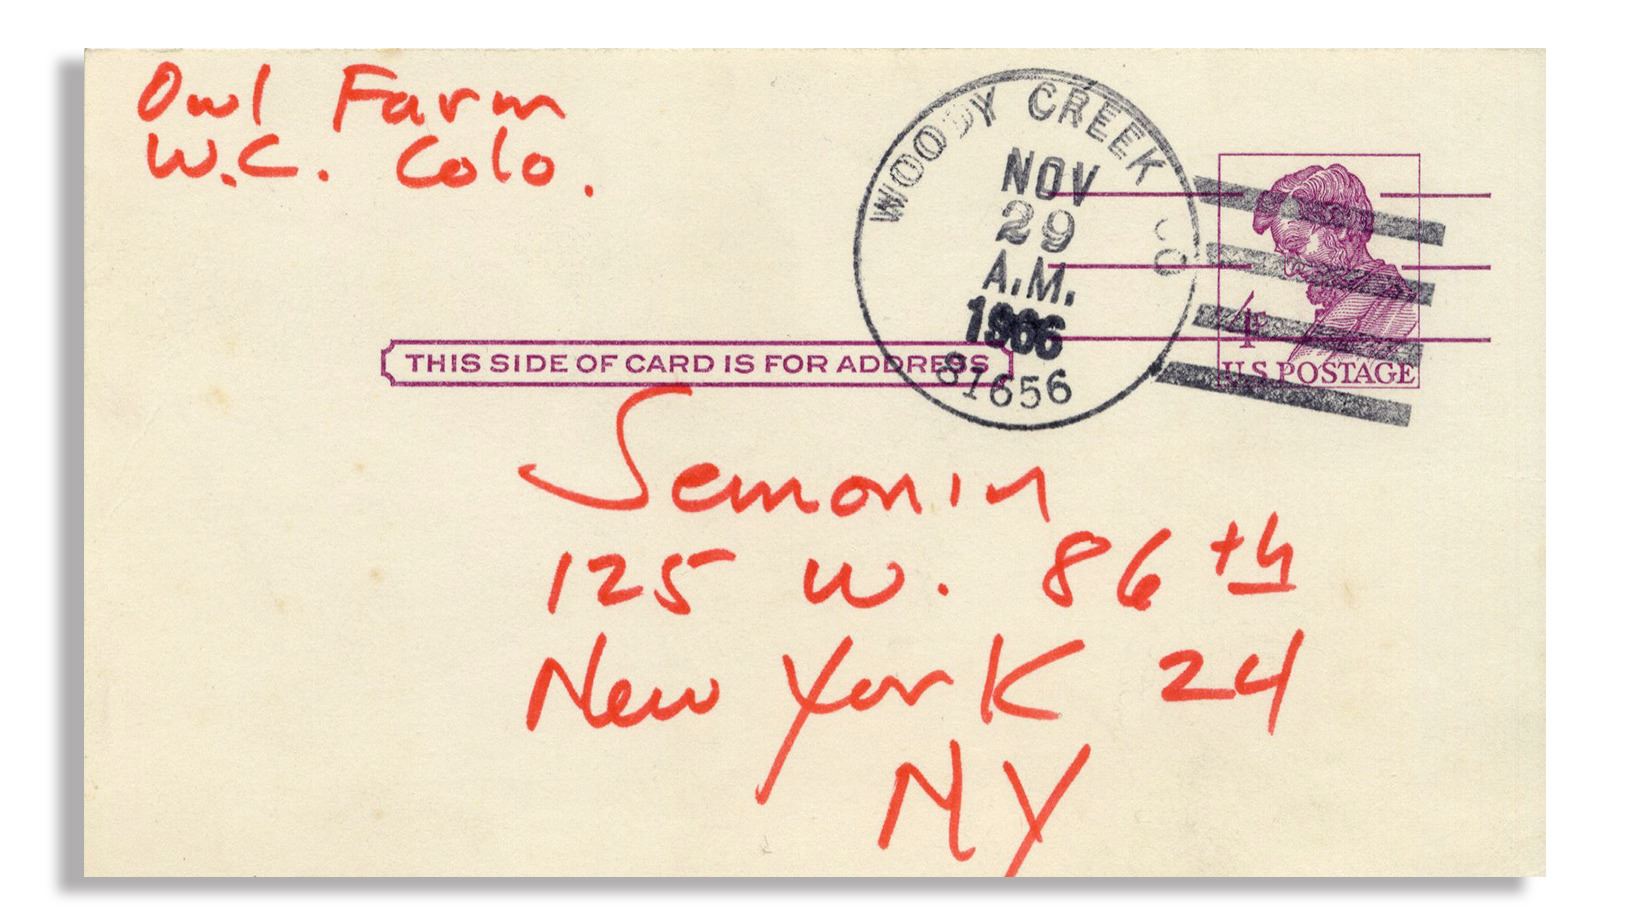 Owl Farm
W.C. Colo.
WOODY CREEK CO
NOV
29
A.M.
1966
81656
4¢
U.S. POSTAGE
THIS SIDE OF CARD IS FOR ADDRESS
Semonin
125 W. 86th
New York 24
NY